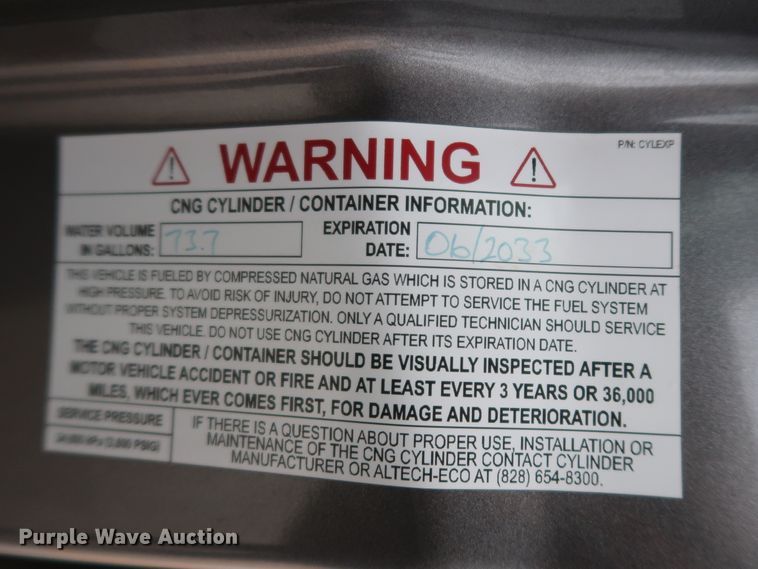 P/N: CYLEXP
WARNING
CNG CYLINDER / CONTAINER INFORMATION:
WATER VOLUME
IN GALLONS: 73.7
EXPIRATION
DATE: 06/2033
THIS VEHICLE IS FUELED BY COMPRESSED NATURAL GAS WHICH IS STORED IN A CNG CYLINDER AT
HIGH PRESSURE. TO AVOID RISK OF INJURY, DO NOT ATTEMPT TO SERVICE THE FUEL SYSTEM
WITHOUT PROPER SYSTEM DEPRESSURIZATION. ONLY A QUALIFIED TECHNICIAN SHOULD SERVICE
THIS VEHICLE. DO NOT USE CNG CYLINDER AFTER ITS EXPIRATION DATE.
THE CNG CYLINDER / CONTAINER SHOULD BE VISUALLY INSPECTED AFTER A
MOTOR VEHICLE ACCIDENT OR FIRE AND AT LEAST EVERY 3 YEARS OR 36,000
MILES, WHICH EVER COMES FIRST, FOR DAMAGE AND DETERIORATION.
SERVICE PRESSURE
kPa (3,600 PSIG)
IF THERE IS A QUESTION ABOUT PROPER USE, INSTALLATION OR
MAINTENANCE OF THE CNG CYLINDER CONTACT CYLINDER
MANUFACTURER OR ALTECH-ECO AT (828) 654-8300.
Purple Wave Auction